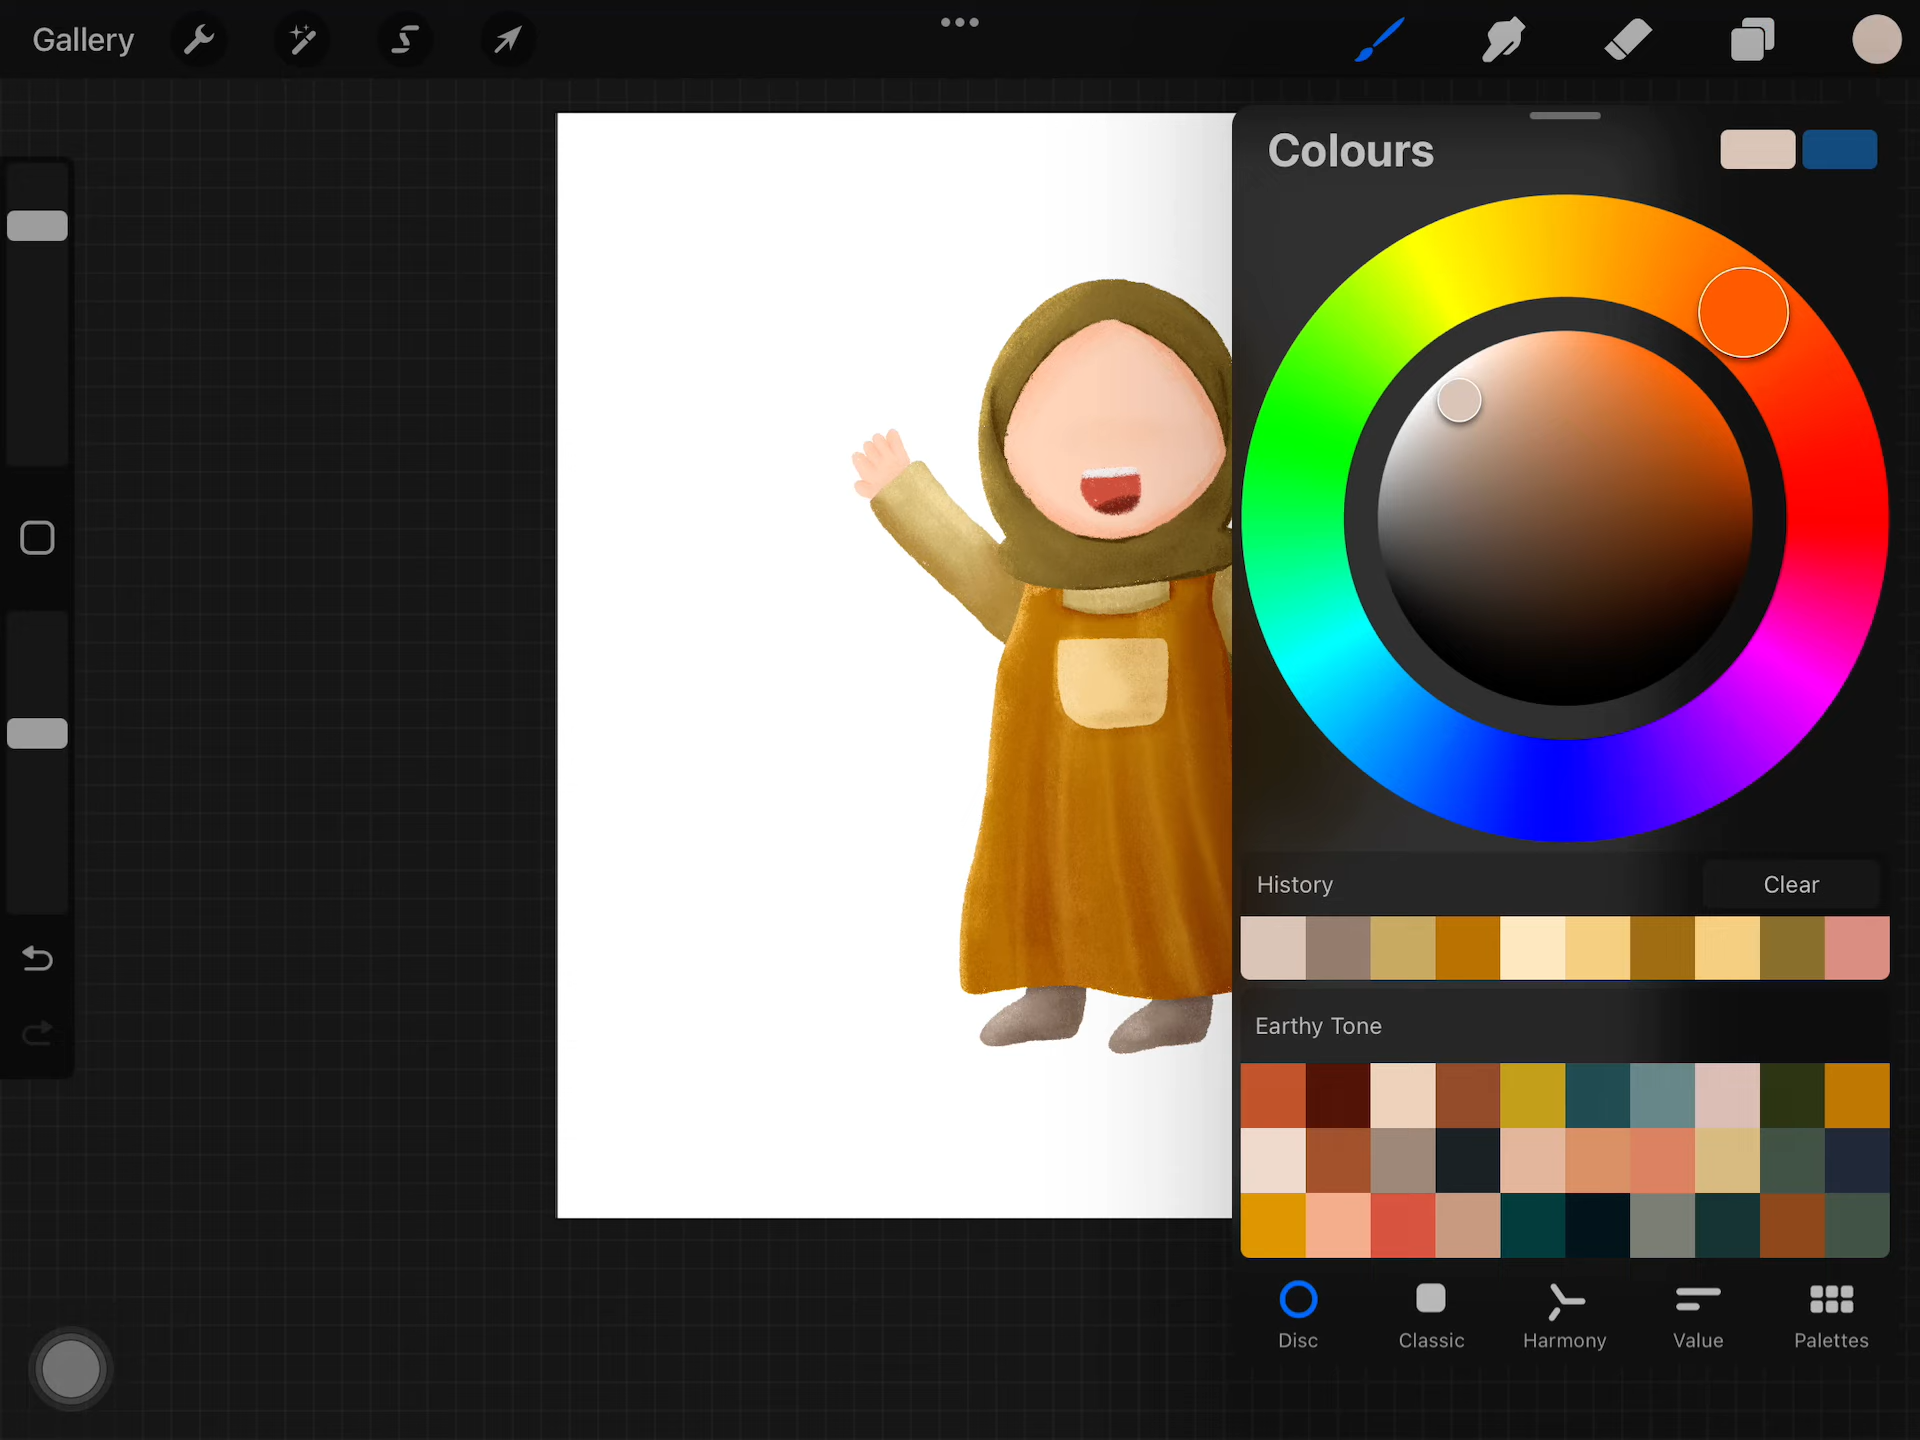 Gallery
Colours
History
Clear
Earthy Tone
Disc
Classic
Harmony
Value
Palettes